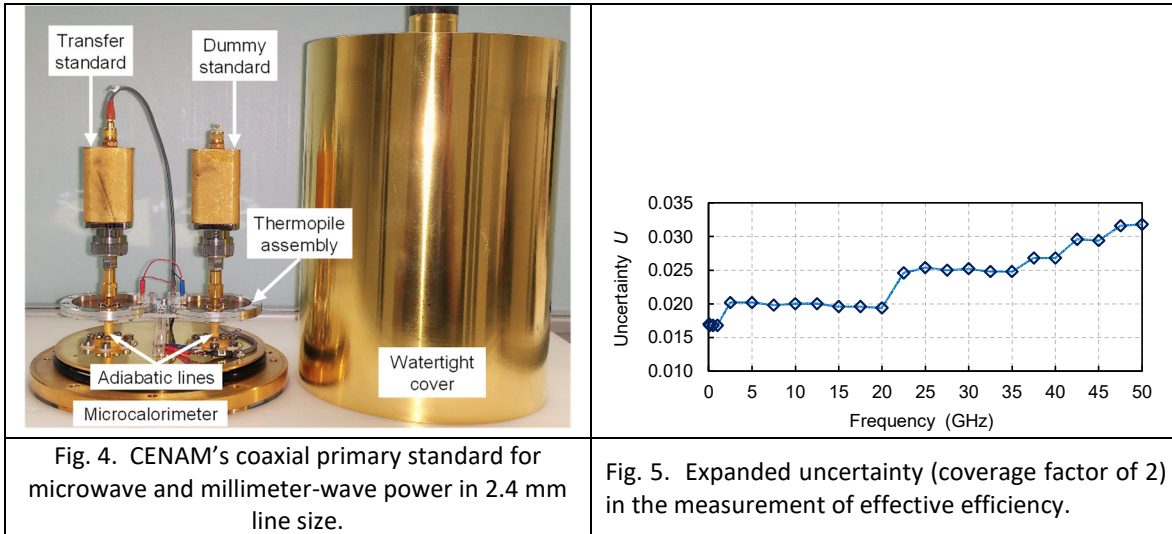 Transfer
standard
Dummy
standard
Thermopile
assembly
Adiabatic lines
Microcalorimeter
Watertight
cover
Fig. 4. CENAM’s coaxial primary standard for
microwave and millimeter-wave power in 2.4 mm
line size.
Uncertainty U
0.035
0.030
0.025
0.020
0.015
0.010
0 5 10 15 20 25 30 35 40 45 50
Frequency (GHz)
Fig. 5. Expanded uncertainty (coverage factor of 2)
in the measurement of effective efficiency.